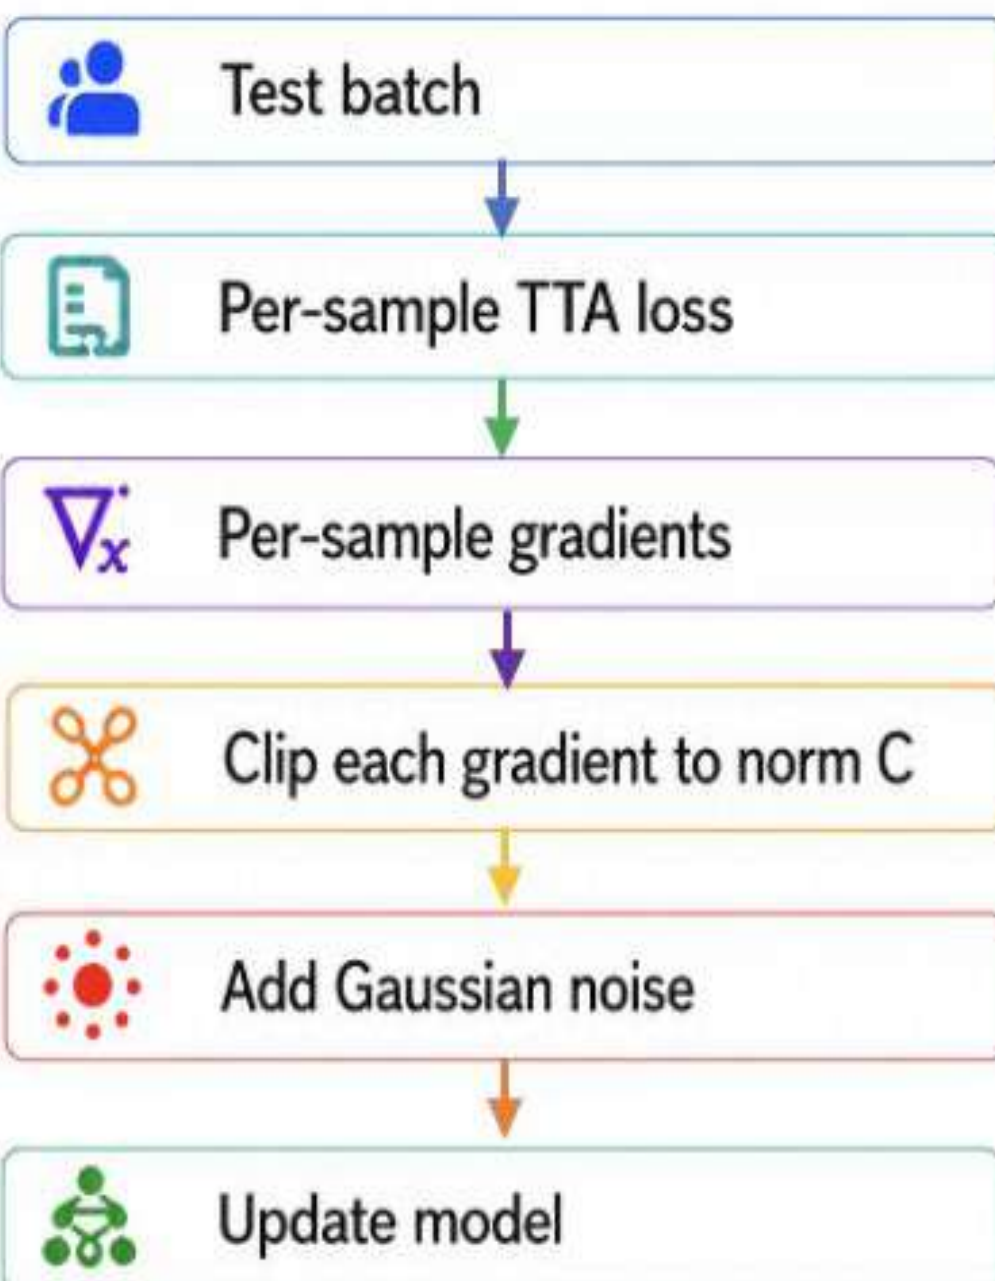 Test batch
Per-sample TTA loss
∇x Per-sample gradients
Clip each gradient to norm C
Add Gaussian noise
Update model